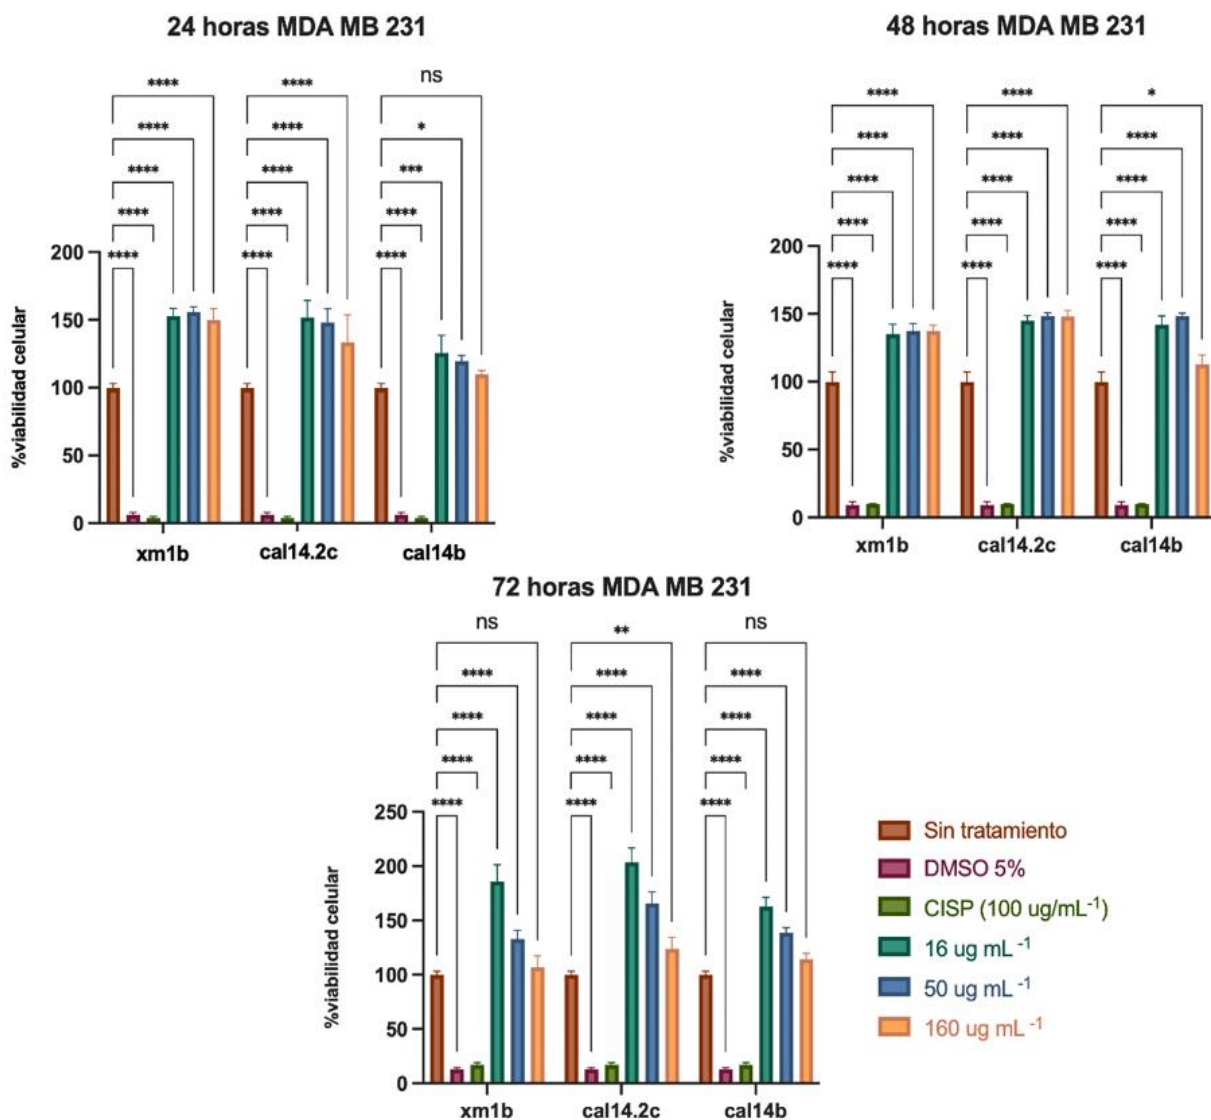 24 horas MDA MB 231
**** **** ns
**** **** *
**** **** ***
**** **** ****
**** **** ****
200
150
100
50
0
%viabilidad celular
xm1b cal14.2c cal14b
48 horas MDA MB 231
**** **** *
**** **** ****
**** **** ****
**** **** ****
**** **** ****
200
150
100
50
0
%viabilidad celular
xm1b cal14.2c cal14b
72 horas MDA MB 231
ns ** ns
**** **** ****
**** **** ****
**** **** ****
**** **** ****
250
200
150
100
50
0
%viabilidad celular
xm1b cal14.2c cal14b
Sin tratamiento
DMSO 5%
CISP (100 ug/mL⁻¹)
16 ug mL ⁻¹
50 ug mL ⁻¹
160 ug mL ⁻¹